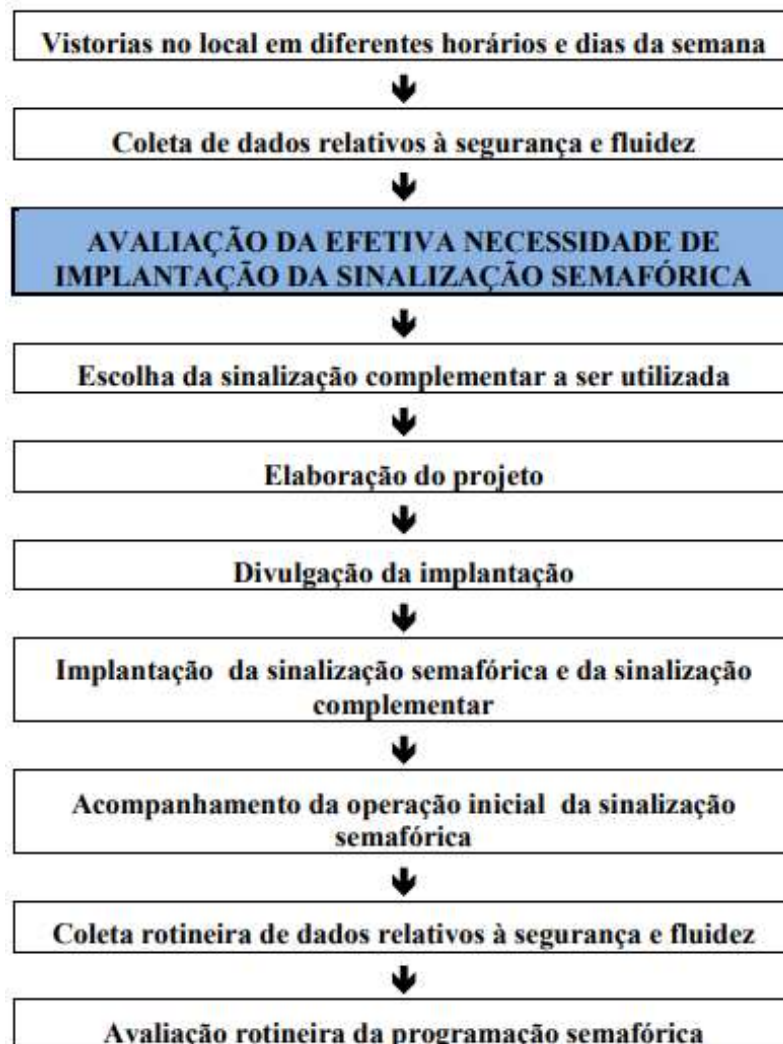 Vistorias no local em diferentes horários e dias da semana
Coleta de dados relativos à segurança e fluidez
AVALIAÇÃO DA EFETIVA NECESSIDADE DE
IMPLANTAÇÃO DA SINALIZAÇÃO SEMAFÓRICA
Escolha da sinalização complementar a ser utilizada
Elaboração do projeto
Divulgação da implantação
Implantação da sinalização semafórica e da sinalização
complementar
Acompanhamento da operação inicial da sinalização
semafórica
Coleta rotineira de dados relativos à segurança e fluidez
Avaliação rotineira da programação semafórica